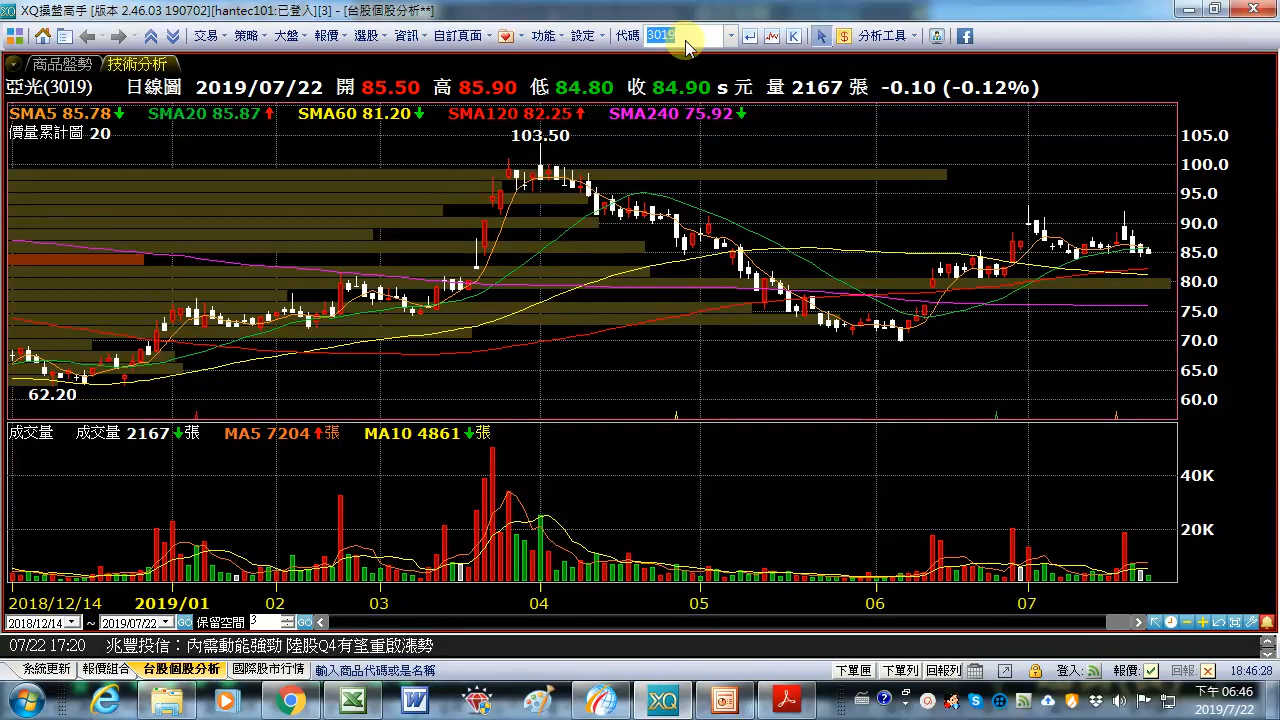 XQ操盤高手 [版本 2.46.03 190702][hantec101:已登入][3] - [台股個股分析**]
交易 策略 大盤 報價 選股 資訊 自訂頁面 功能 設定 代碼 3019 K 分析工具
商品盤勢 技術分析
亞光(3019) 日線圖 2019/07/22 開 85.50 高 85.90 低 84.80 收 84.90 s 元 量 2167 張 -0.10 (-0.12%)
SMA5 85.78 SMA20 85.87 SMA60 81.20 SMA120 82.25 SMA240 75.92
價量累計圖 20
103.50
105.0
100.0
95.0
90.0
85.0
80.0
75.0
70.0
65.0
60.0
62.20
成交量 成交量 2167 張 MA5 7204 張 MA10 4861 張
40K
20K
2018/12/14 2019/01 02 03 04 05 06 07
2018/12/14 ~ 2019/07/22 GO 保留空間 3 GO
07/22 17:20 兆豐投信：內需動能強勁 陸股Q4有望重啟漲勢
系統更新 報價組合 台股個股分析 國際股市行情 輸入商品代碼或是名稱 下單匣 下單列 回報列 登入: 報價: 回報: 18:46:28
XQ
下午 06:46
2019/7/22